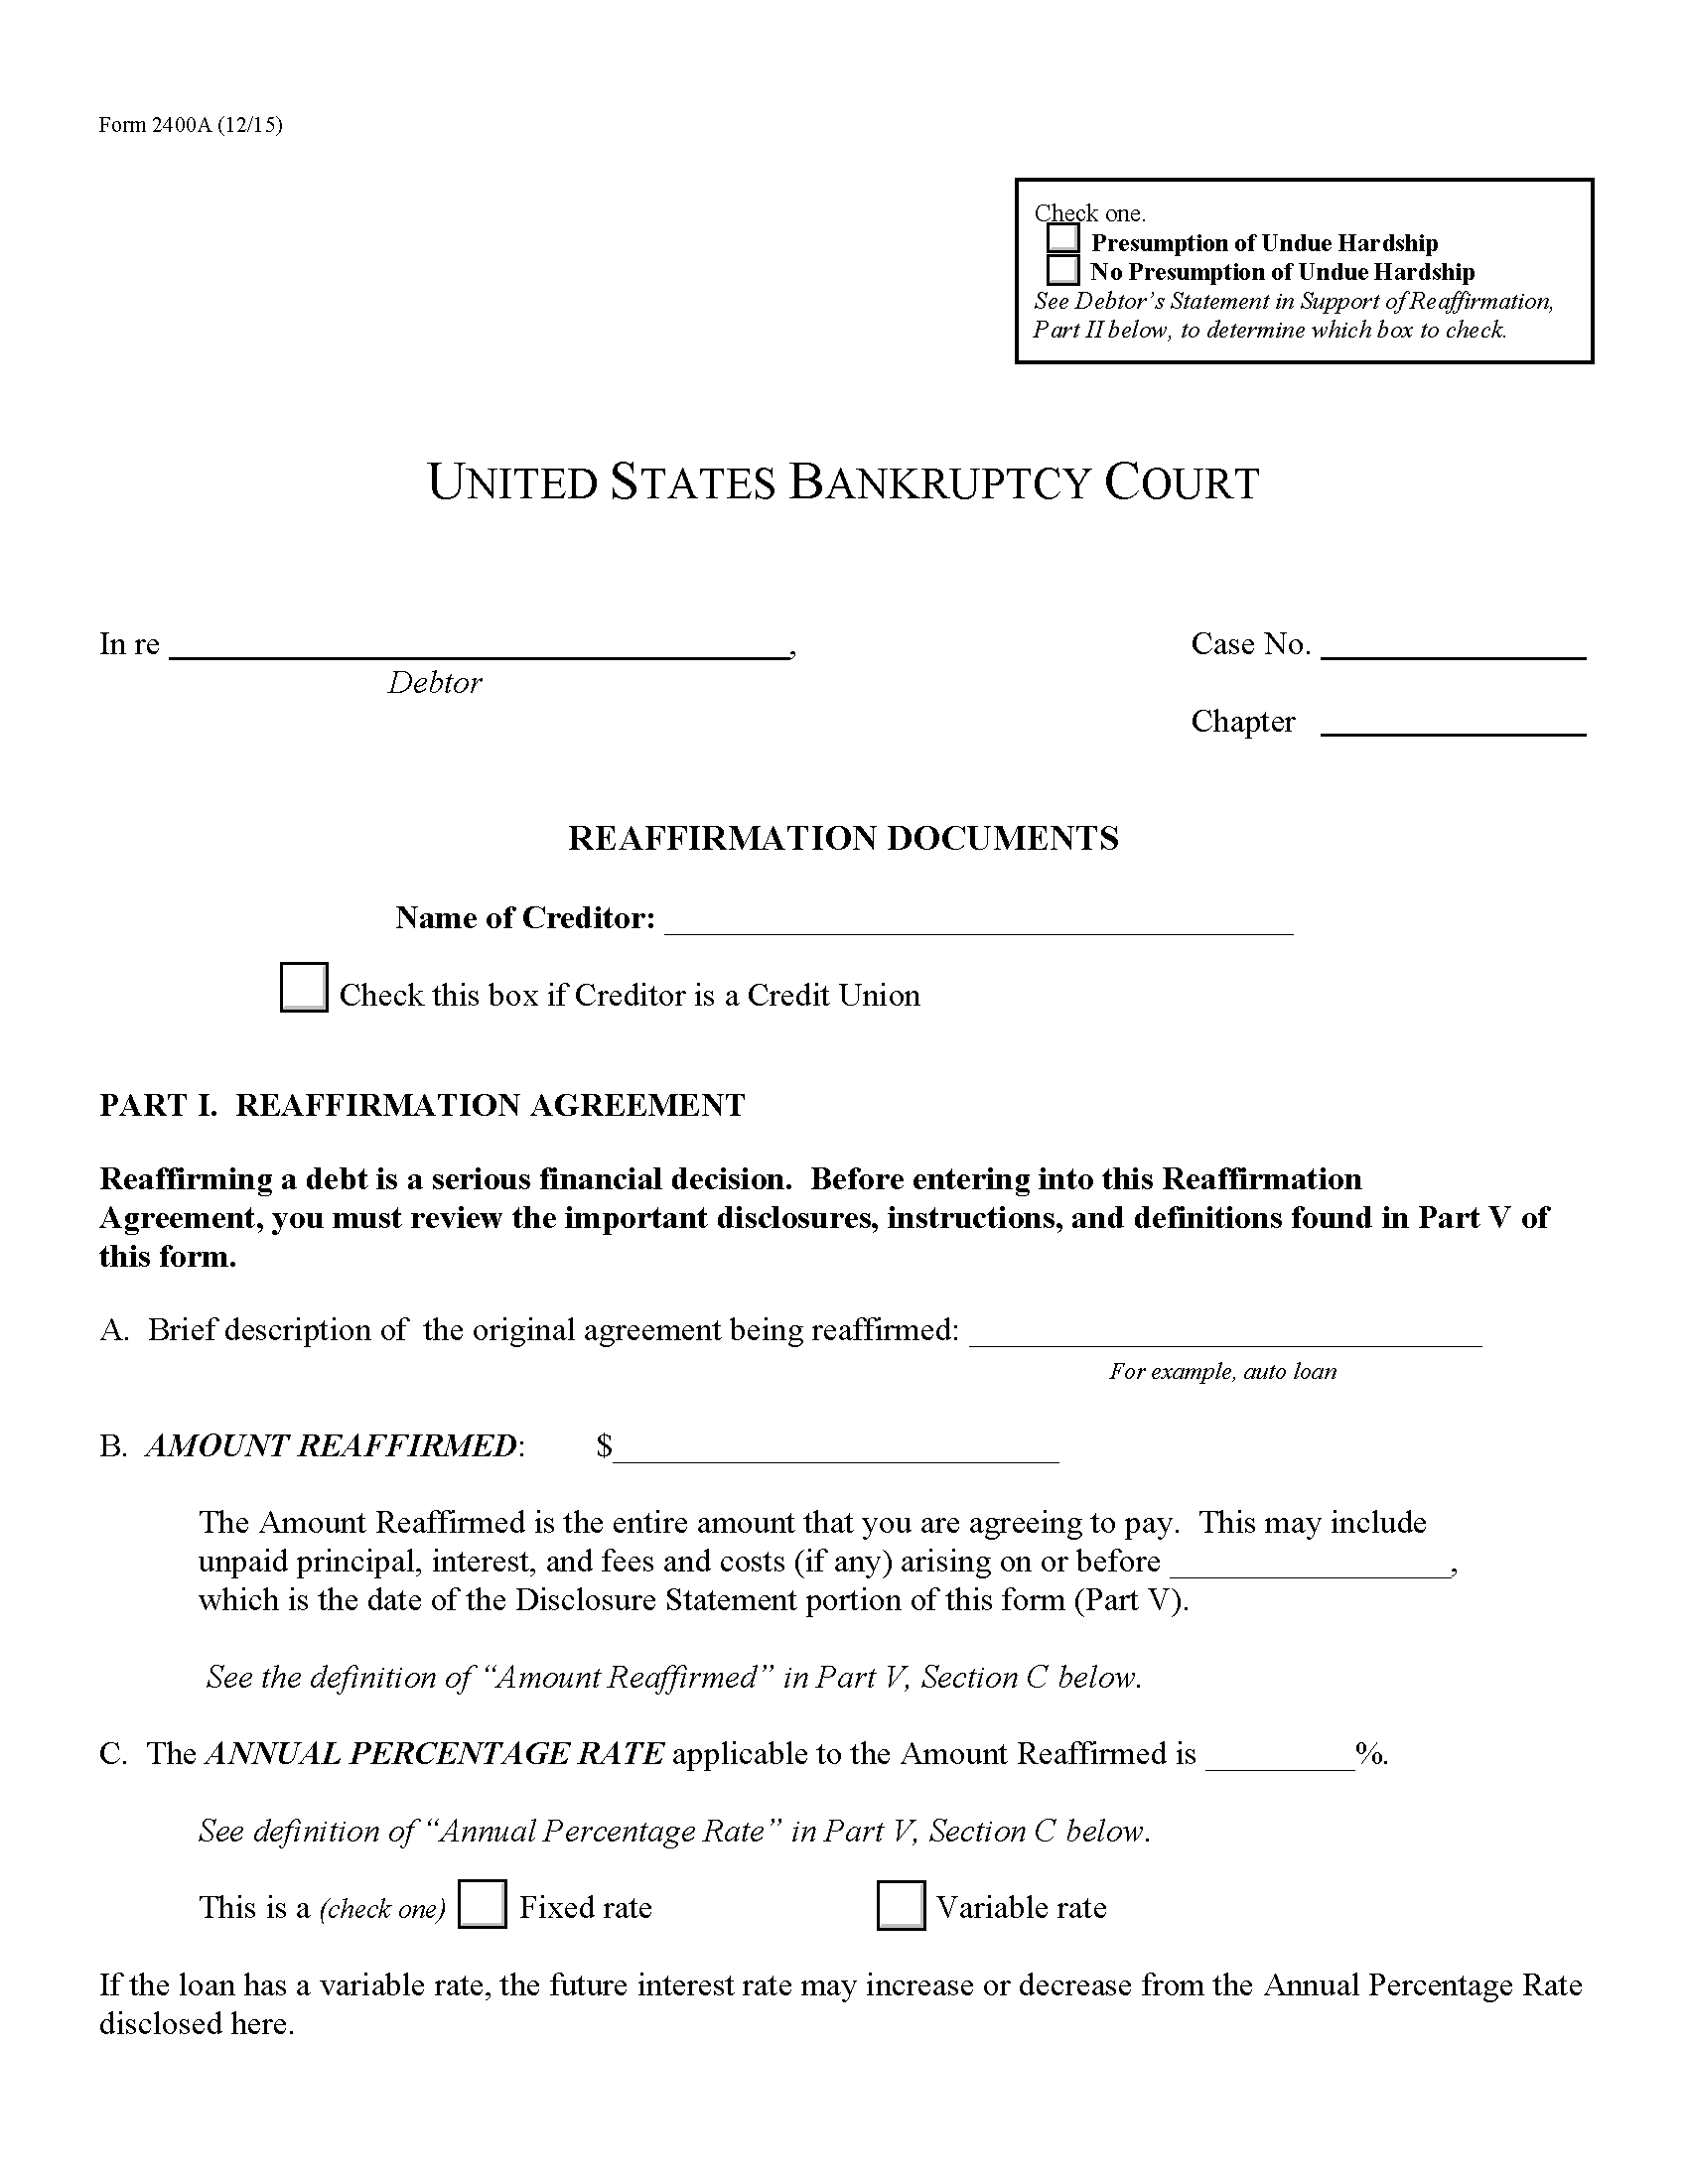 Form 2400A (12/15)
Check one.
Presumption of Undue Hardship
No Presumption of Undue Hardship
See Debtor’s Statement in Support of Reaffirmation,
Part II below, to determine which box to check.
UNITED STATES BANKRUPTCY COURT
In re ________________________________________,
Debtor
Case No. _________________
Chapter _________________
REAFFIRMATION DOCUMENTS
Name of Creditor: ________________________________________
Check this box if Creditor is a Credit Union
PART I. REAFFIRMATION AGREEMENT
Reaffirming a debt is a serious financial decision. Before entering into this Reaffirmation
Agreement, you must review the important disclosures, instructions, and definitions found in Part V of
this form.
A. Brief description of the original agreement being reaffirmed: ________________________________
For example, auto loan
B. AMOUNT REAFFIRMED: $____________________________
The Amount Reaffirmed is the entire amount that you are agreeing to pay. This may include
unpaid principal, interest, and fees and costs (if any) arising on or before __________________,
which is the date of the Disclosure Statement portion of this form (Part V).
See the definition of “Amount Reaffirmed” in Part V, Section C below.
C. The ANNUAL PERCENTAGE RATE applicable to the Amount Reaffirmed is _________%.
See definition of “Annual Percentage Rate” in Part V, Section C below.
This is a (check one) Fixed rate Variable rate
If the loan has a variable rate, the future interest rate may increase or decrease from the Annual Percentage Rate
disclosed here.